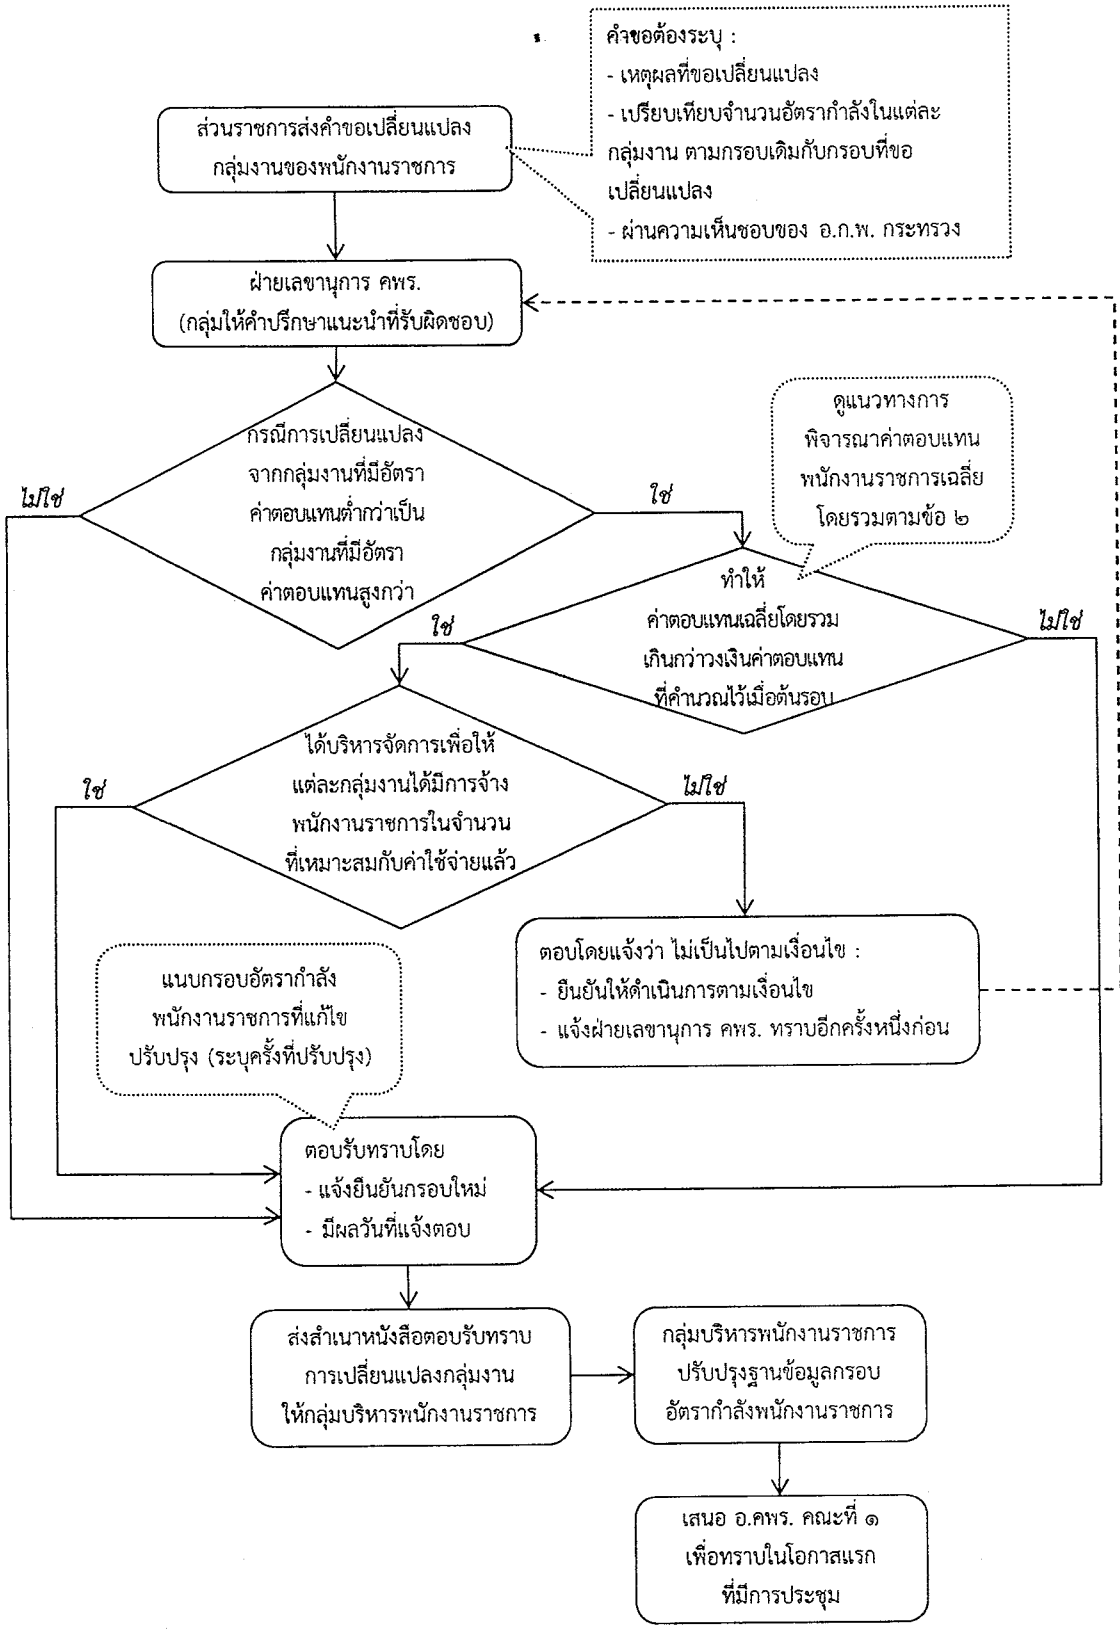 คำขอต้องระบุ :
- เหตุผลที่ขอเปลี่ยนแปลง
- เปรียบเทียบจำนวนอัตรากำลังในแต่ละ
กลุ่มงาน ตามกรอบเดิมกับกรอบที่ขอ
เปลี่ยนแปลง
- ผ่านความเห็นชอบของ อ.ก.พ. กระทรวง
ส่วนราชการส่งคำขอเปลี่ยนแปลง
กลุ่มงานของพนักงานราชการ
ฝ่ายเลขานุการ คพร.
(กลุ่มให้คำปรึกษาแนะนำที่รับผิดชอบ)
กรณีการเปลี่ยนแปลง
จากกลุ่มงานที่มีอัตรา
ค่าตอบแทนต่ำกว่าเป็น
กลุ่มงานที่มีอัตรา
ค่าตอบแทนสูงกว่า
ไม่ใช่
ใช่
ดูแนวทางการ
พิจารณาค่าตอบแทน
พนักงานราชการเฉลี่ย
โดยรวมตามข้อ ๒
ทำให้
ค่าตอบแทนเฉลี่ยโดยรวม
เกินกว่าวงเงินค่าตอบแทน
ที่คำนวณไว้เมื่อต้นรอบ
ใช่
ไม่ใช่
ได้บริหารจัดการเพื่อให้
แต่ละกลุ่มงานได้มีการจ้าง
พนักงานราชการในจำนวน
ที่เหมาะสมกับค่าใช้จ่ายแล้ว
ใช่
ไม่ใช่
ตอบโดยแจ้งว่า ไม่เป็นไปตามเงื่อนไข :
- ยืนยันให้ดำเนินการตามเงื่อนไข
- แจ้งฝ่ายเลขานุการ คพร. ทราบอีกครั้งหนึ่งก่อน
แนบกรอบอัตรากำลัง
พนักงานราชการที่แก้ไข
ปรับปรุง (ระบุครั้งที่ปรับปรุง)
ตอบรับทราบโดย
- แจ้งยืนยันกรอบใหม่
- มีผลวันที่แจ้งตอบ
ส่งสำเนาหนังสือตอบรับทราบ
การเปลี่ยนแปลงกลุ่มงาน
ให้กลุ่มบริหารพนักงานราชการ
กลุ่มบริหารพนักงานราชการ
ปรับปรุงฐานข้อมูลกรอบ
อัตรากำลังพนักงานราชการ
เสนอ อ.คพร. คณะที่ ๑
เพื่อทราบในโอกาสแรก
ที่มีการประชุม